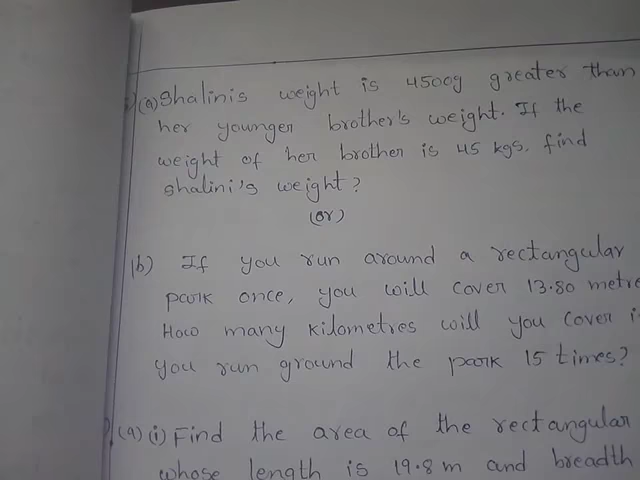 (a) Shalinis weight is 4500g greater than
her younger brother's weight. If the
weight of her brother is 45 kgs, find
shalini's weight?
(or)
(b) If you run around a rectangular
park once, you will cover 13.80 metre
How many kilometres will you cover i
you run ground the park 15 times?
(a) (i) Find the area of the rectangular
whose length is 19.8 m and breadth